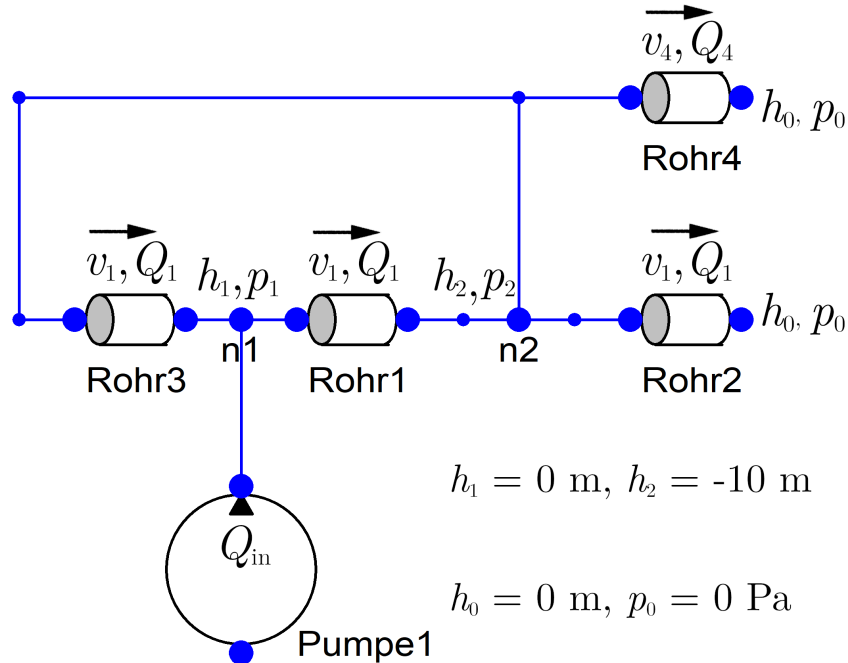 v₄, Q₄
h₀, p₀
Rohr4
v₁, Q₁
h₁, p₁
v₁, Q₁
h₂, p₂
v₁, Q₁
h₀, p₀
n1
n2
Rohr3
Rohr1
Rohr2
h₁ = 0 m, h₂ = -10 m
Qᵢₙ
h₀ = 0 m, p₀ = 0 Pa
Pumpe1